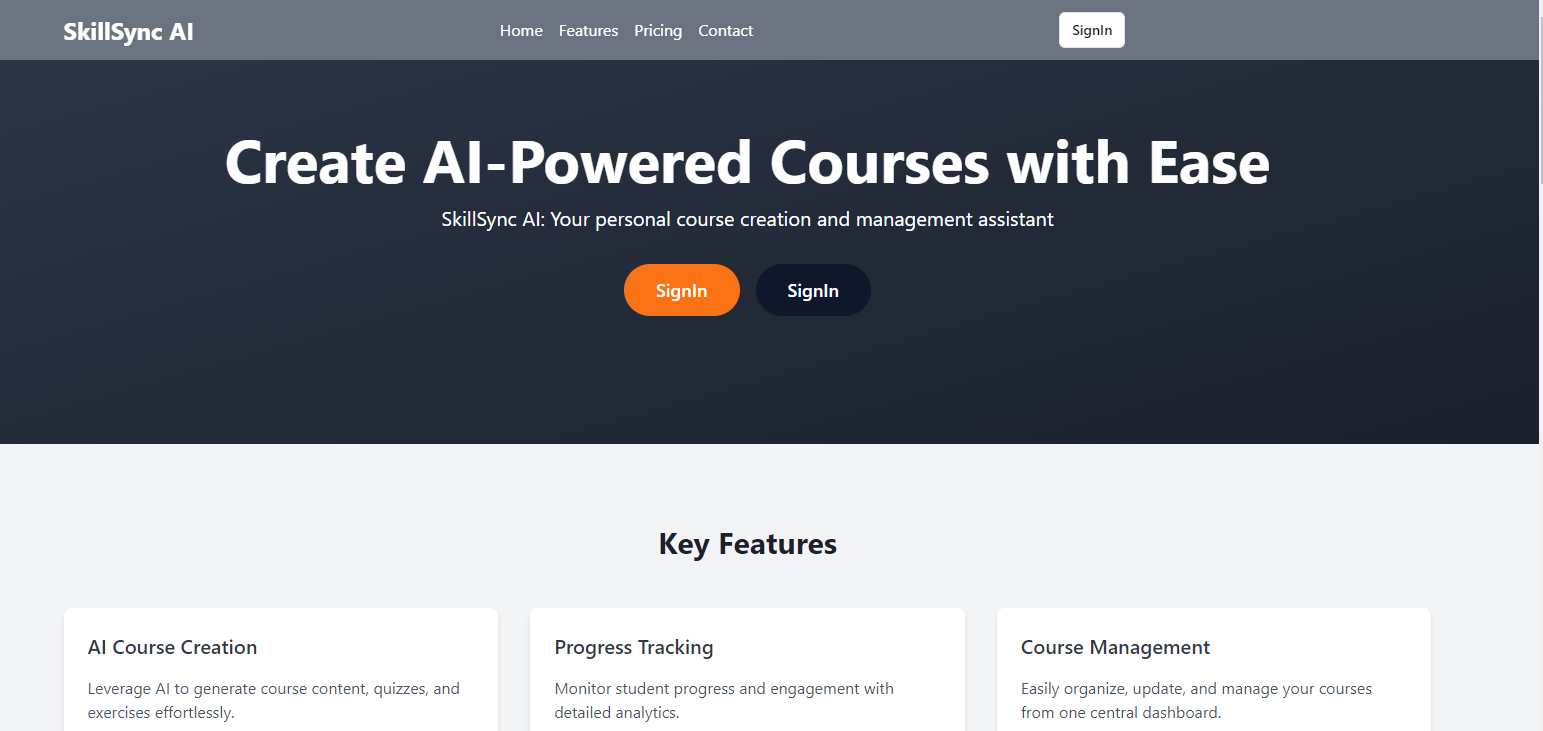 SkillSync AI
Home Features Pricing Contact
SignIn
Create AI-Powered Courses with Ease
SkillSync AI: Your personal course creation and management assistant
SignIn
SignIn
Key Features
AI Course Creation
Leverage AI to generate course content, quizzes, and
exercises effortlessly.
Progress Tracking
Monitor student progress and engagement with
detailed analytics.
Course Management
Easily organize, update, and manage your courses
from one central dashboard.